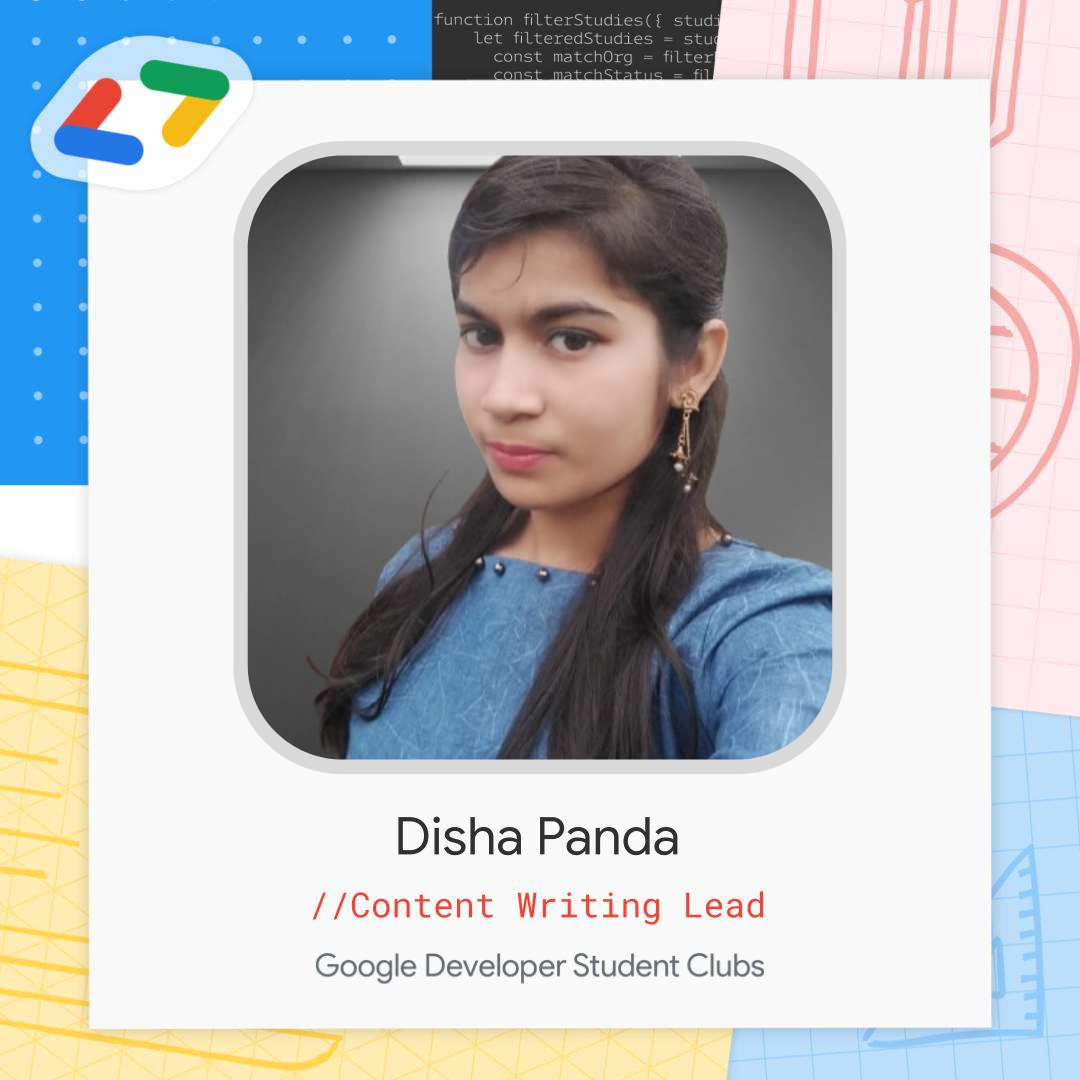 function filterStudies({ studi
let filteredStudies = stud
const matchOrg = filter
const matchStatus = fil
Disha Panda
//Content Writing Lead
Google Developer Student Clubs